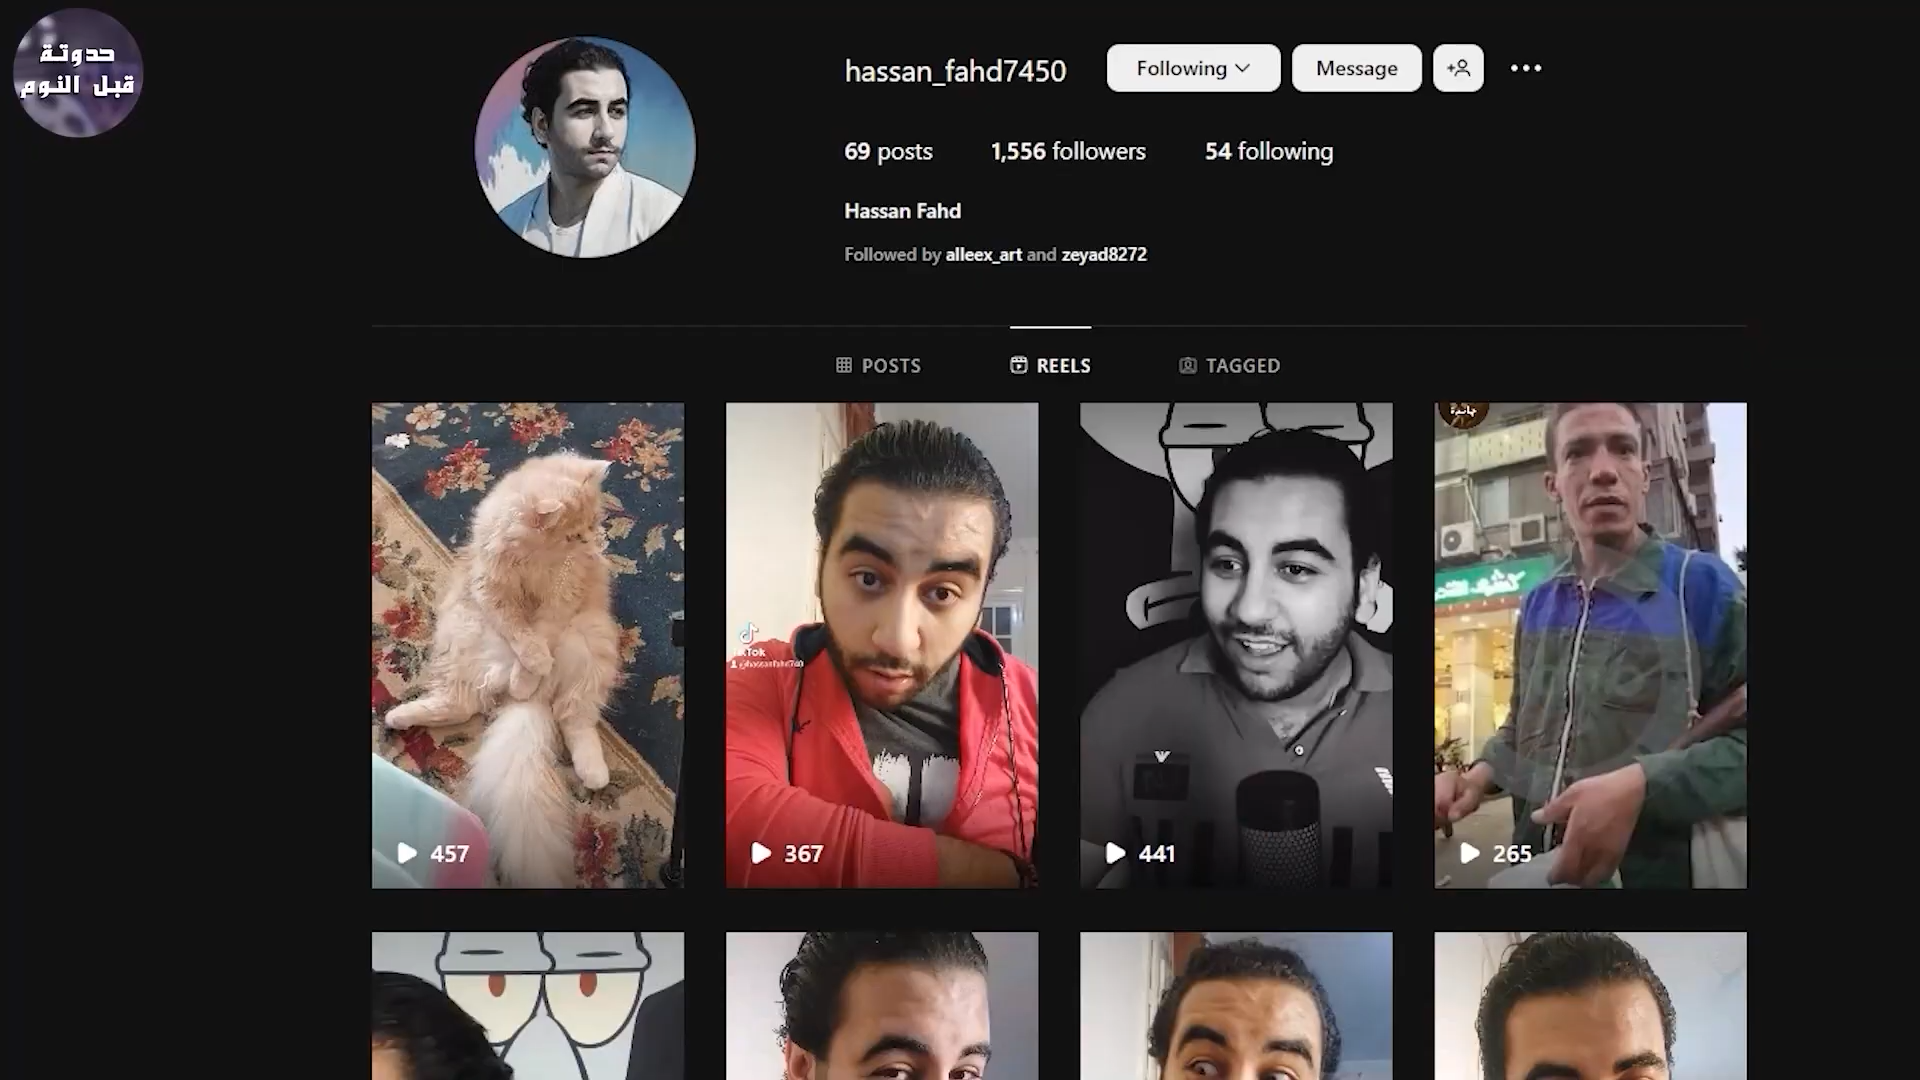 حدوتة
قبل النوم
hassan_fahd7450
Following
Message
69 posts
1,556 followers
54 following
Hassan Fahd
Followed by alleex_art and zeyad8272
POSTS
REELS
TAGGED
TikTok
457
367
441
265